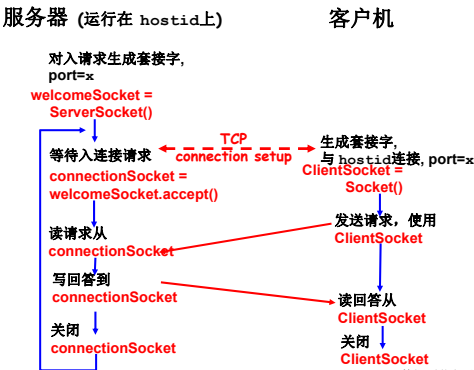 服务器 (运行在 hostid上)
客户机
对入请求生成套接字,
port=x
welcomeSocket =
ServerSocket()
等待入连接请求
connectionSocket =
welcomeSocket.accept()
TCP
connection setup
生成套接字,
与 hostid连接, port=x
ClientSocket =
Socket()
发送请求，使用
ClientSocket
读请求从
connectionSocket
写回答到
connectionSocket
读回答从
ClientSocket
关闭
connectionSocket
关闭
ClientSocket